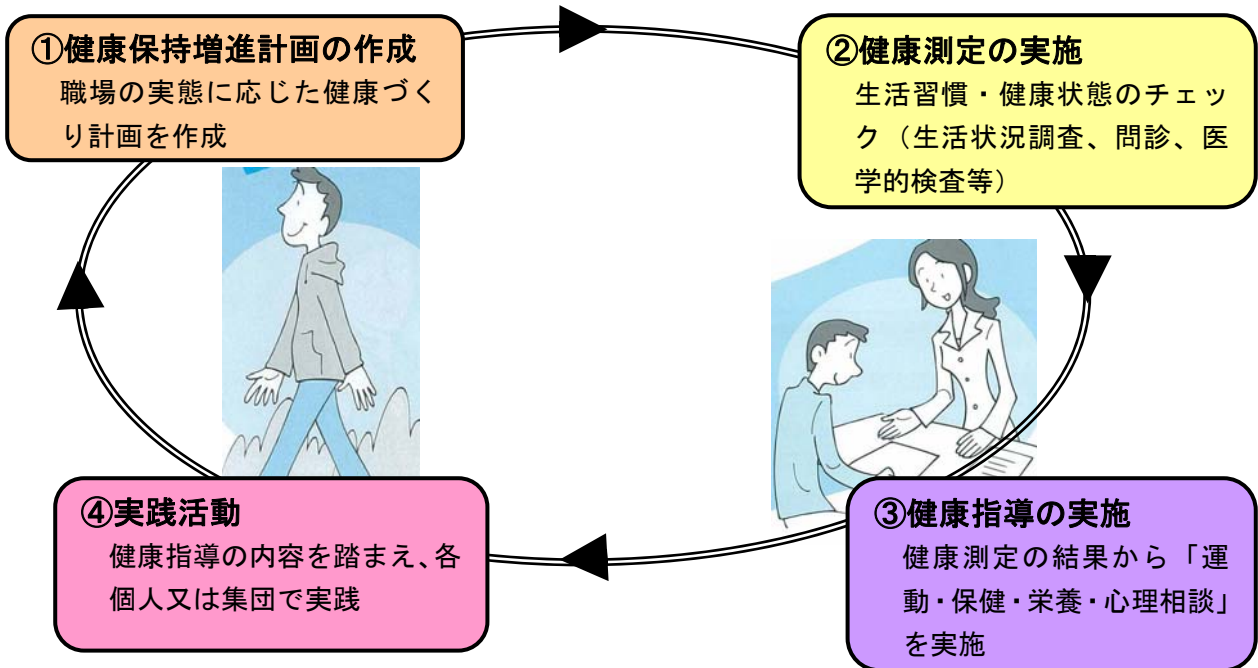 ①健康保持増進計画の作成
職場の実態に応じた健康づく
り計画を作成
②健康測定の実施
生活習慣・健康状態のチェッ
ク（生活状況調査、問診、医
学的検査等）
③健康指導の実施
健康測定の結果から「運
動・保健・栄養・心理相談」
を実施
④実践活動
健康指導の内容を踏まえ、各
個人又は集団で実践